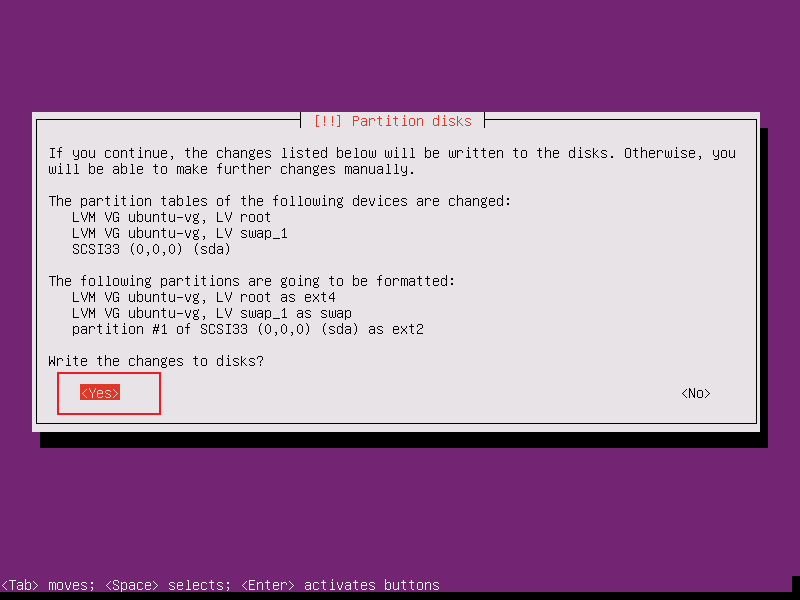 [!!] Partition disks
If you continue, the changes listed below will be written to the disks. Otherwise, you
will be able to make further changes manually.
The partition tables of the following devices are changed:
LVM VG ubuntu-vg, LV root
LVM VG ubuntu-vg, LV swap_1
SCSI33 (0,0,0) (sda)
The following partitions are going to be formatted:
LVM VG ubuntu-vg, LV root as ext4
LVM VG ubuntu-vg, LV swap_1 as swap
partition #1 of SCSI33 (0,0,0) (sda) as ext2
Write the changes to disks?
<Yes> <No>
<Tab> moves; <Space> selects; <Enter> activates buttons